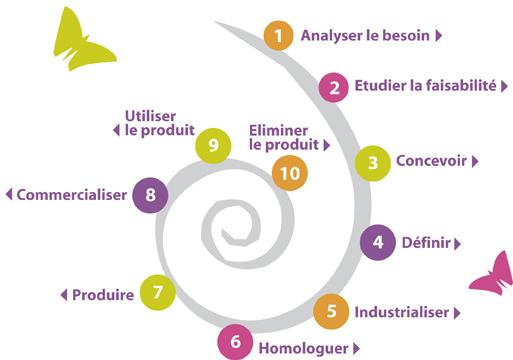 1 Analyser le besoin
2 Etudier la faisabilité
3 Concevoir
4 Définir
5 Industrialiser
6 Homologuer
7 Produire
8 Commercialiser
9 Utiliser
le produit
10 Eliminer
le produit